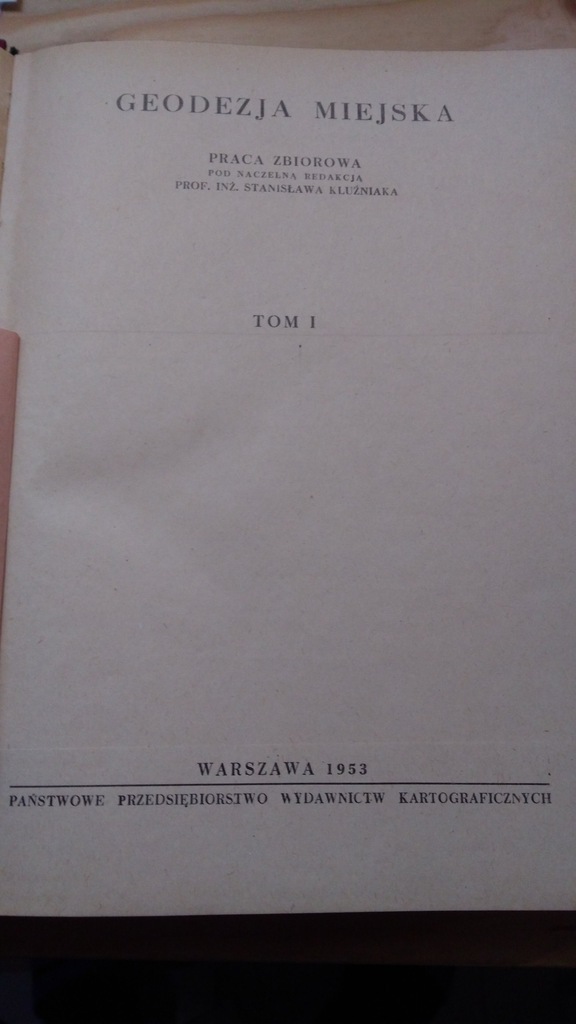 GEODEZJA MIEJSKA
PRACA ZBIOROWA
POD NACZELNĄ REDAKCJĄ
PROF. INŻ. STANISŁAWA KLUŹNIAKA
TOM I
WARSZAWA 1953
PAŃSTWOWE PRZEDSIĘBIORSTWO WYDAWNICTW KARTOGRAFICZNYCH